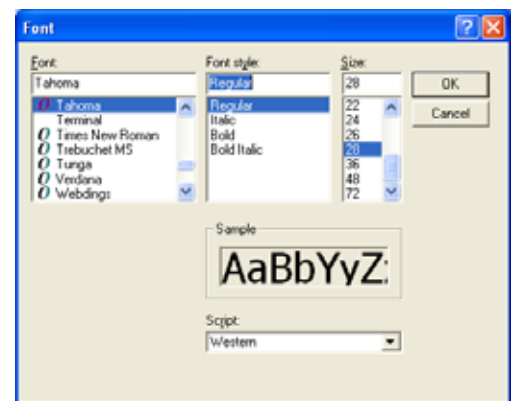 Font
Font:
Tahoma
Tahoma
Terminal
Times New Roman
Trebuchet MS
Tunga
Verdana
Webdings
Font style:
Regular
Regular
Italic
Bold
Bold Italic
Size:
28
22
24
26
28
36
48
72
OK
Cancel
Sample
AaBbYyZ
Script:
Western